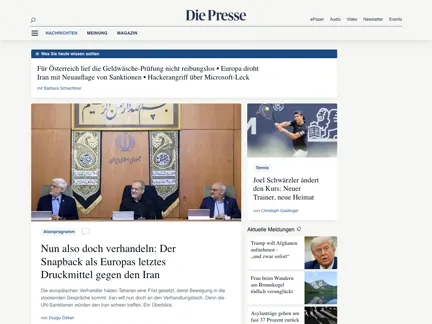 Die Presse
ePaper Audio Video Newsletter Events
NACHRICHTEN MEINUNG MAGAZIN
Was Sie heute wissen sollten
Für Österreich lief die Geldwäsche-Prüfung nicht reibungslos • Europa droht
Iran mit Neuauflage von Sanktionen • Hackerangriff über Microsoft-Leck
mit Barbara Schechtner
Atomprogramm
Nun also doch verhandeln: Der
Snapback als Europas letztes
Druckmittel gegen den Iran
Die europäischen Verhandler hatten Teheran eine Frist gesetzt, damit Bewegung in die
stockenden Gespräche kommt. Iran will nun doch an den Verhandlungstisch. Denn die
UN-Sanktionen würden den Iran schwer treffen. Ein Überblick.
von Duygu Özkan
Tennis
Joel Schwärzler ändert
den Kurs: Neuer
Trainer, neue Heimat
von Christoph Gastinger
Aktuelle Meldungen
Trump will Afghanen
aufnehmen -
„und zwar sofort“
Frau beim Wandern
am Brunnkogel
tödlich verunglückt
Asylanträge gehen um
fast 37 Prozent zurück